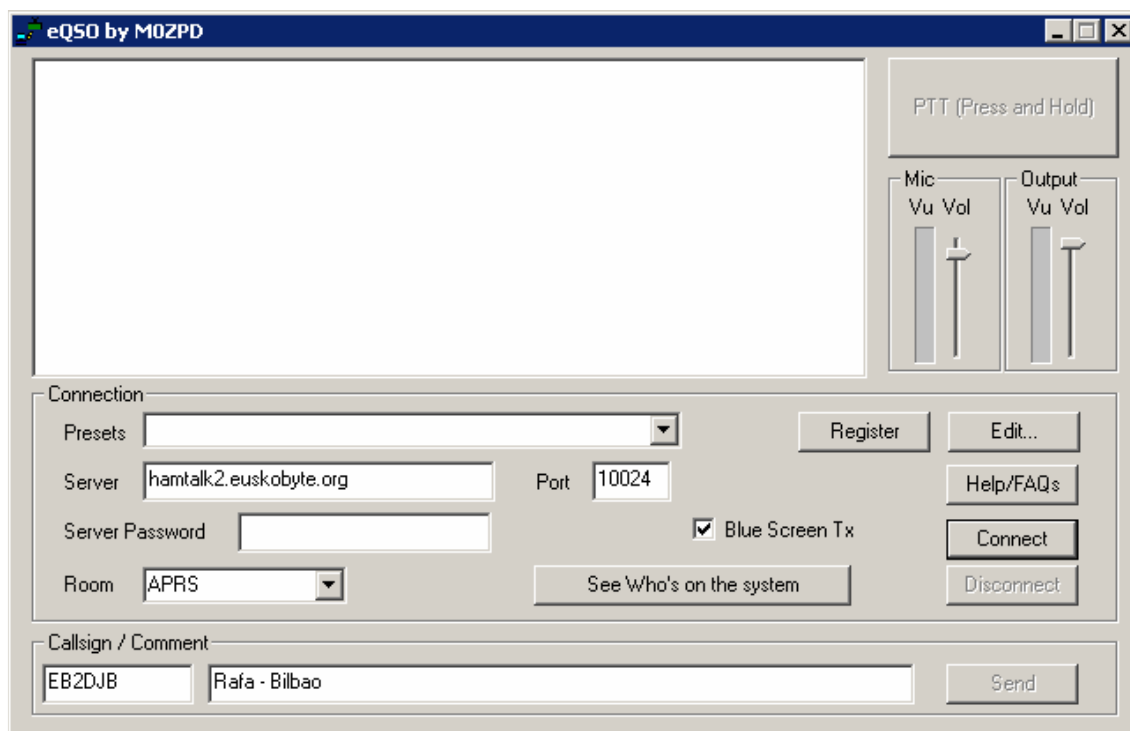 eQSO by M0ZPD
PTT (Press and Hold)
Mic
Output
Vu Vol
Vu Vol
Connection
Presets
Register
Edit...
Server hamtalk2.euskobyte.org
Port 10024
Help/FAQs
Server Password
Blue Screen Tx
Connect
Room APRS
See Who's on the system
Disconnect
Callsign / Comment
EB2DJB
Rafa - Bilbao
Send